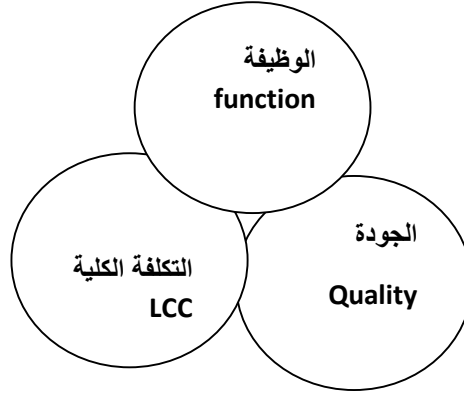 الوظيفة
function
الجودة
Quality
التكلفة الكلية
LCC